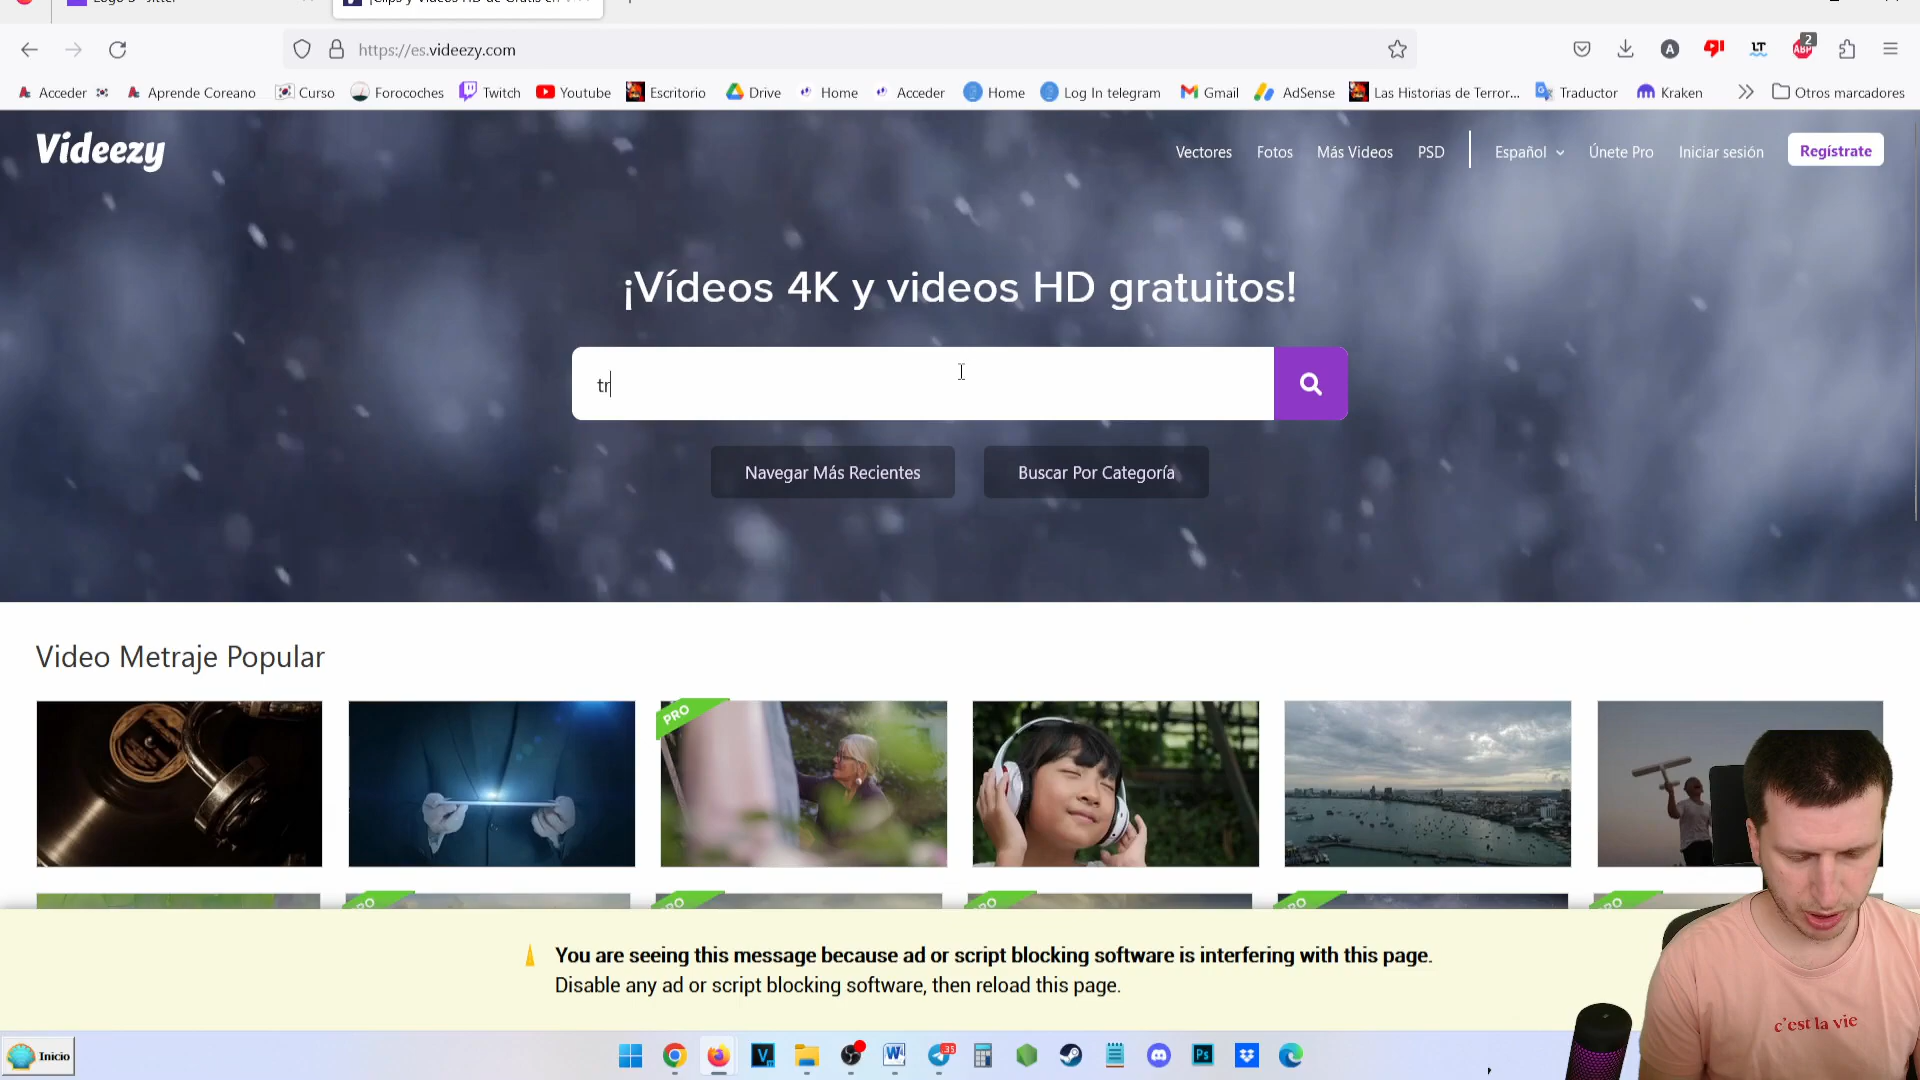 https://es.videezy.com
2
Acceder
Aprende Coreano
Curso
Forocoches
Twitch
Youtube
Escritorio
Drive
Home
Acceder
Home
Log In telegram
Gmail
AdSense
Las Historias de Terror...
Traductor
Kraken
Otros marcadores
Videezy
Vectores
Fotos
Más Videos
PSD
Español
Únete Pro
Iniciar sesión
Regístrate
¡Vídeos 4K y videos HD gratuitos!
tr
Navegar Más Recientes
Buscar Por Categoría
Video Metraje Popular
PRO
You are seeing this message because ad or script blocking software is interfering with this page.
Disable any ad or script blocking software, then reload this page.
c'est la vie
Inicio
35